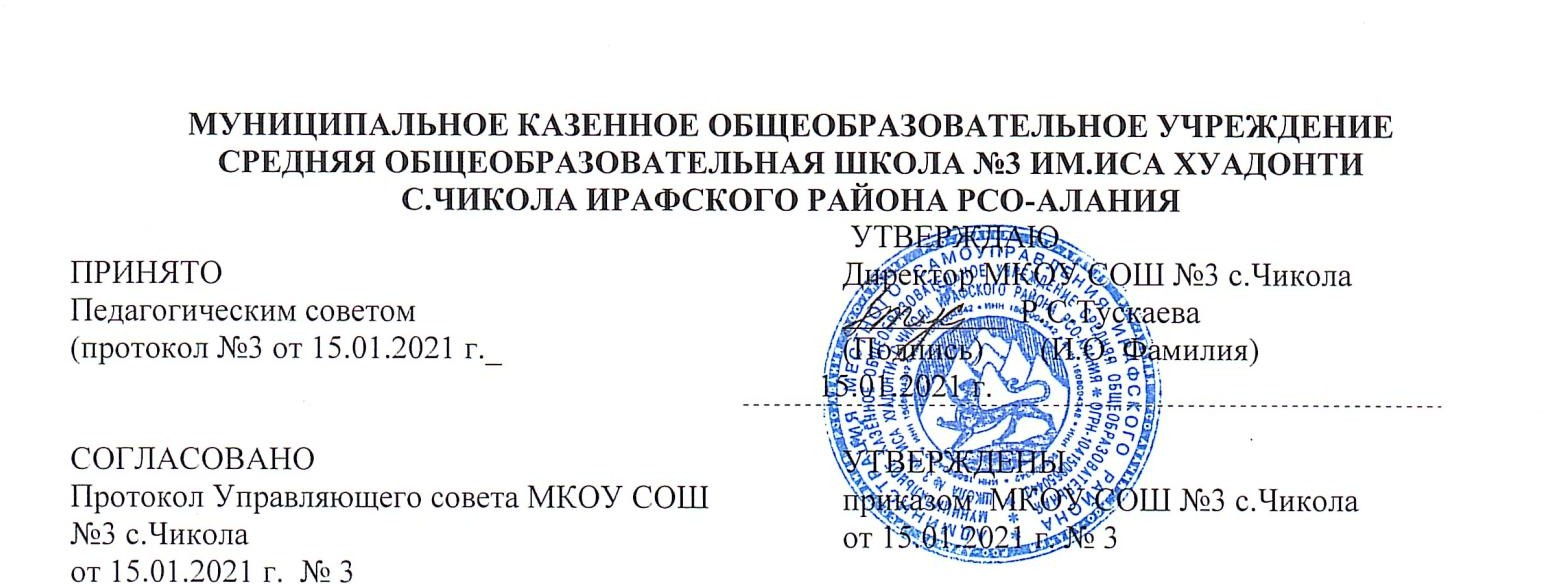 МУНИЦИПАЛЬНОЕ КАЗЕННОЕ ОБЩЕОБРАЗОВАТЕЛЬНОЕ УЧРЕЖДЕНИЕ
СРЕДНЯЯ ОБЩЕОБРАЗОВАТЕЛЬНАЯ ШКОЛА №3 ИМ.ИСА ХУАДОНТИ
С.ЧИКОЛА ИРАФСКОГО РАЙОНА РСО-АЛАНИЯ
ПРИНЯТО
Педагогическим советом
(протокол №3 от 15.01.2021 г._
УТВЕРЖДАЮ
Директор МКОУ СОШ №3 с.Чикола
Р.С.Тускаева
(Подпись) (И.О. Фамилия)
15.01.2021 г.
СОГЛАСОВАНО
Протокол Управляющего совета МКОУ СОШ
№3 с.Чикола
от 15.01.2021 г. № 3
УТВЕРЖДЕНЫ
приказом МКОУ СОШ №3 с.Чикола
от 15.01.2021 г. № 3